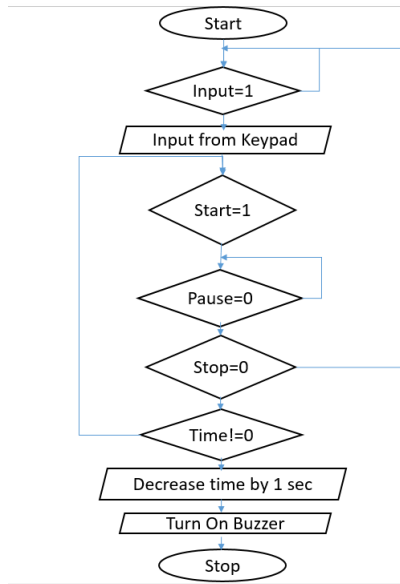 Start
Input=1
Input from Keypad
Start=1
Pause=0
Stop=0
Time!=0
Decrease time by 1 sec
Turn On Buzzer
Stop